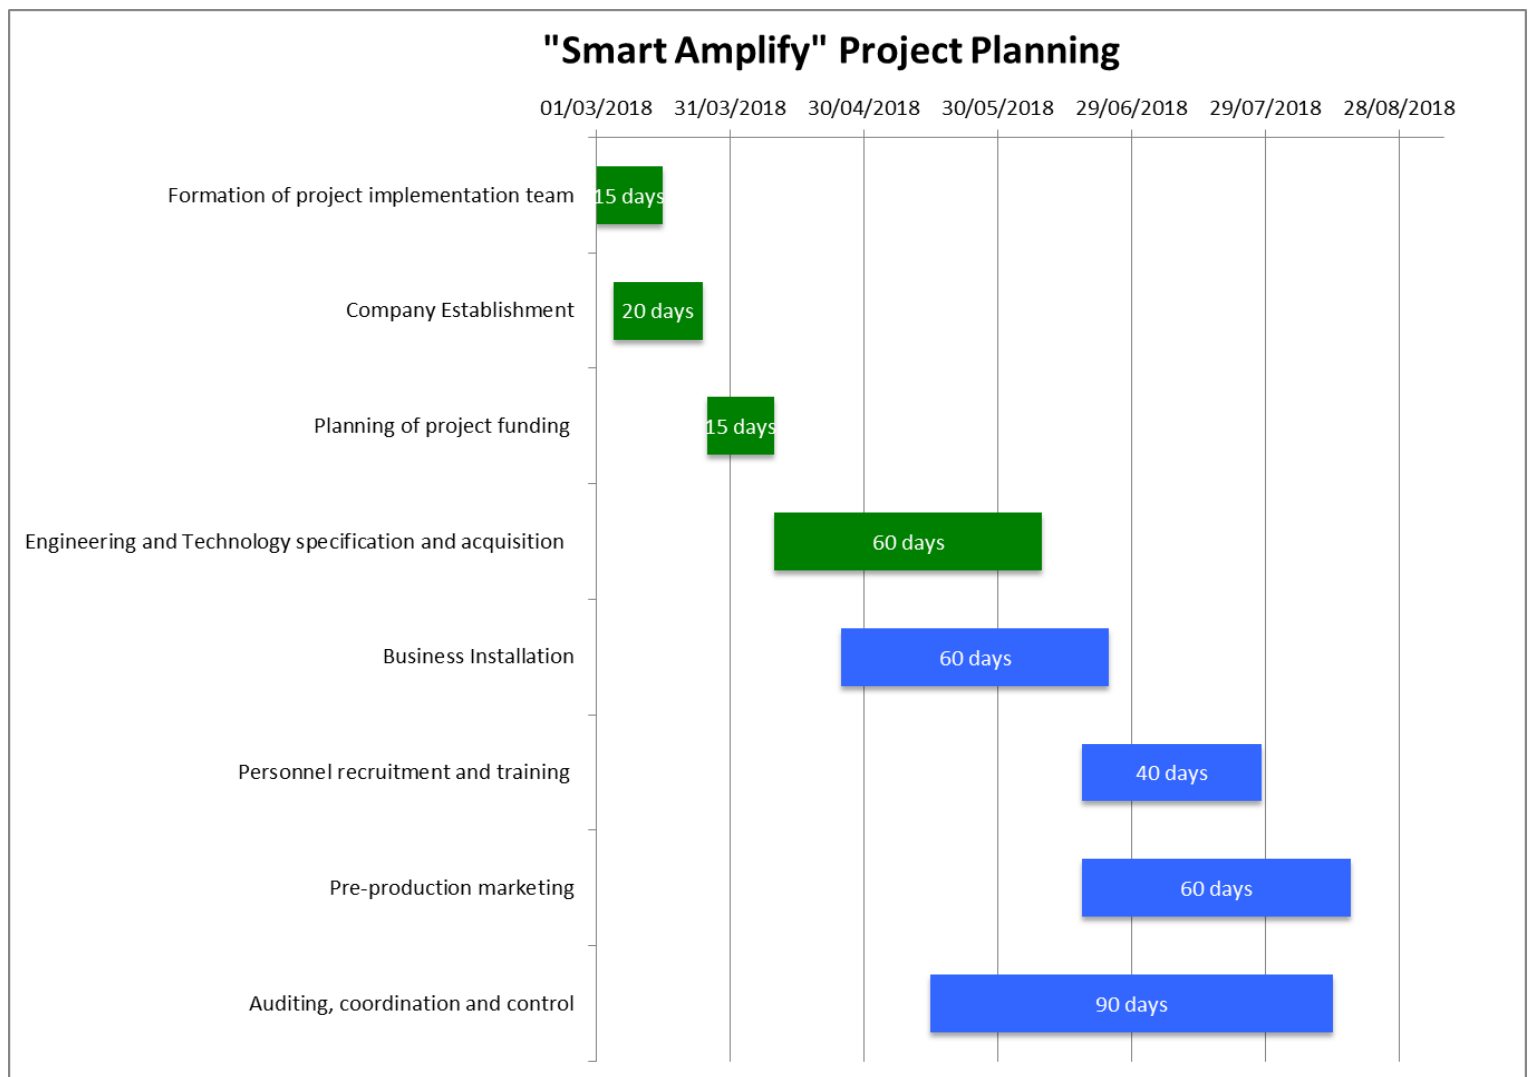 "Smart Amplify" Project Planning
01/03/2018 31/03/2018 30/04/2018 30/05/2018 29/06/2018 29/07/2018 28/08/2018
Formation of project implementation team 15 days
Company Establishment 20 days
Planning of project funding 15 days
Engineering and Technology specification and acquisition 60 days
Business Installation 60 days
Personnel recruitment and training 40 days
Pre-production marketing 60 days
Auditing, coordination and control 90 days